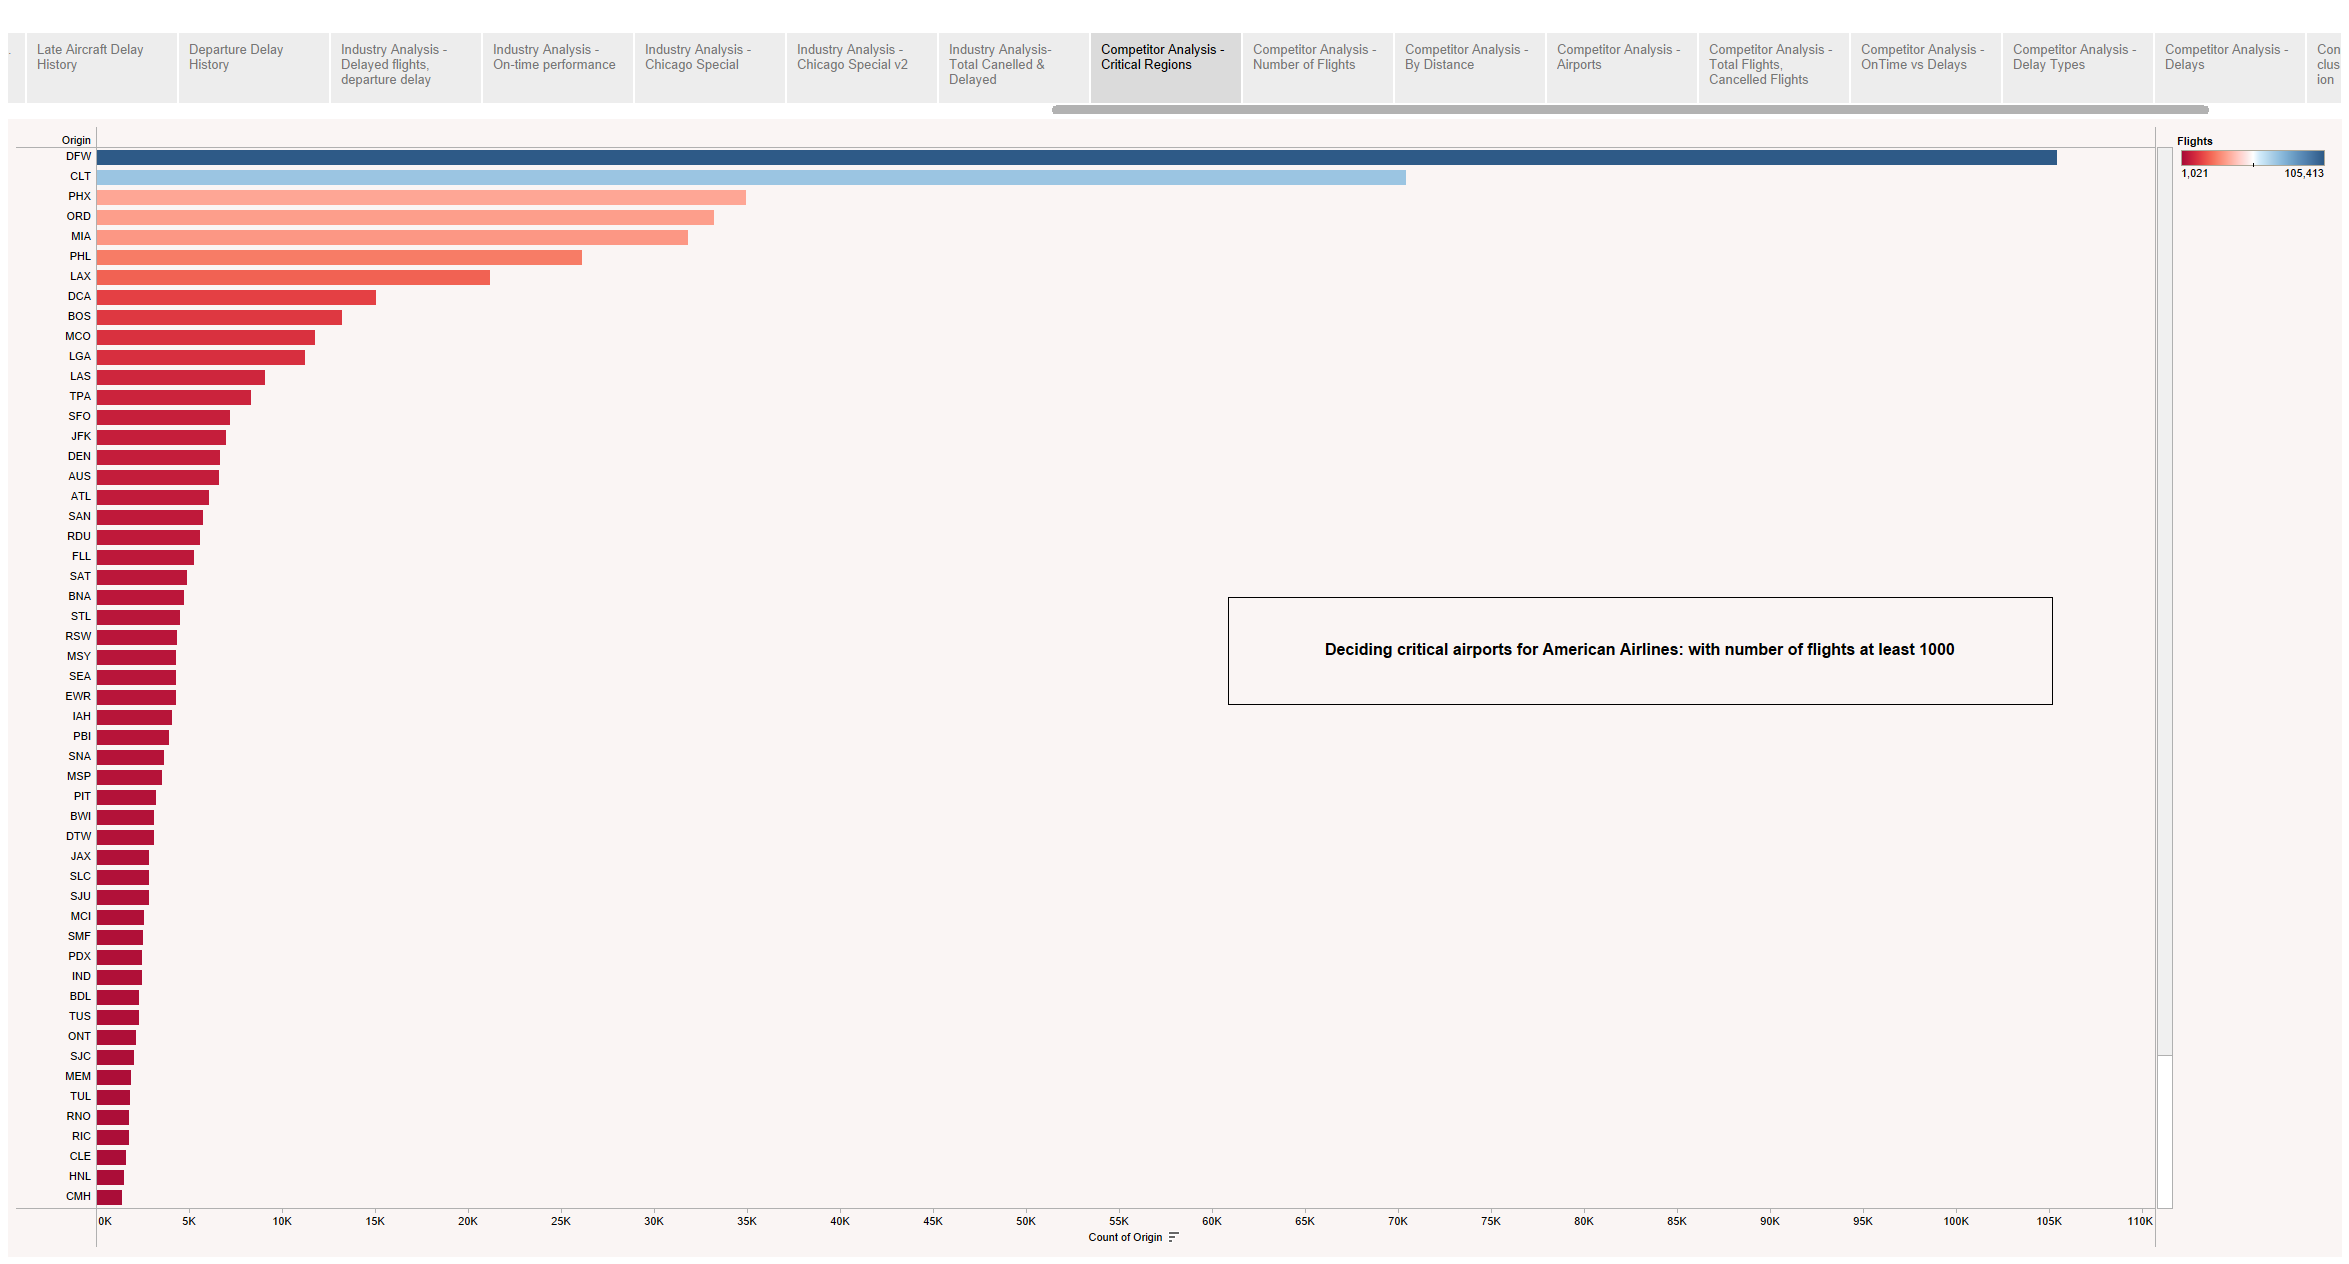 Late Aircraft Delay
History
Departure Delay
History
Industry Analysis -
Delayed flights,
departure delay
Industry Analysis -
On-time performance
Industry Analysis -
Chicago Special
Industry Analysis -
Chicago Special v2
Industry Analysis-
Total Canelled &
Delayed
Competitor Analysis -
Critical Regions
Competitor Analysis -
Number of Flights
Competitor Analysis -
By Distance
Competitor Analysis -
Airports
Competitor Analysis -
Total Flights,
Cancelled Flights
Competitor Analysis -
OnTime vs Delays
Competitor Analysis -
Delay Types
Competitor Analysis -
Delays
Con
clus
ion
Origin
DFW
CLT
PHX
ORD
MIA
PHL
LAX
DCA
BOS
MCO
LGA
LAS
TPA
SFO
JFK
DEN
AUS
ATL
SAN
RDU
FLL
SAT
BNA
STL
RSW
MSY
SEA
EWR
IAH
PBI
SNA
MSP
PIT
BWI
DTW
JAX
SLC
SJU
MCI
SMF
PDX
IND
BDL
TUS
ONT
SJC
MEM
TUL
RNO
RIC
CLE
HNL
CMH
0K 5K 10K 15K 20K 25K 30K 35K 40K 45K 50K 55K 60K 65K 70K 75K 80K 85K 90K 95K 100K 105K 110K
Count of Origin
Deciding critical airports for American Airlines: with number of flights at least 1000
Flights
1,021 105,413